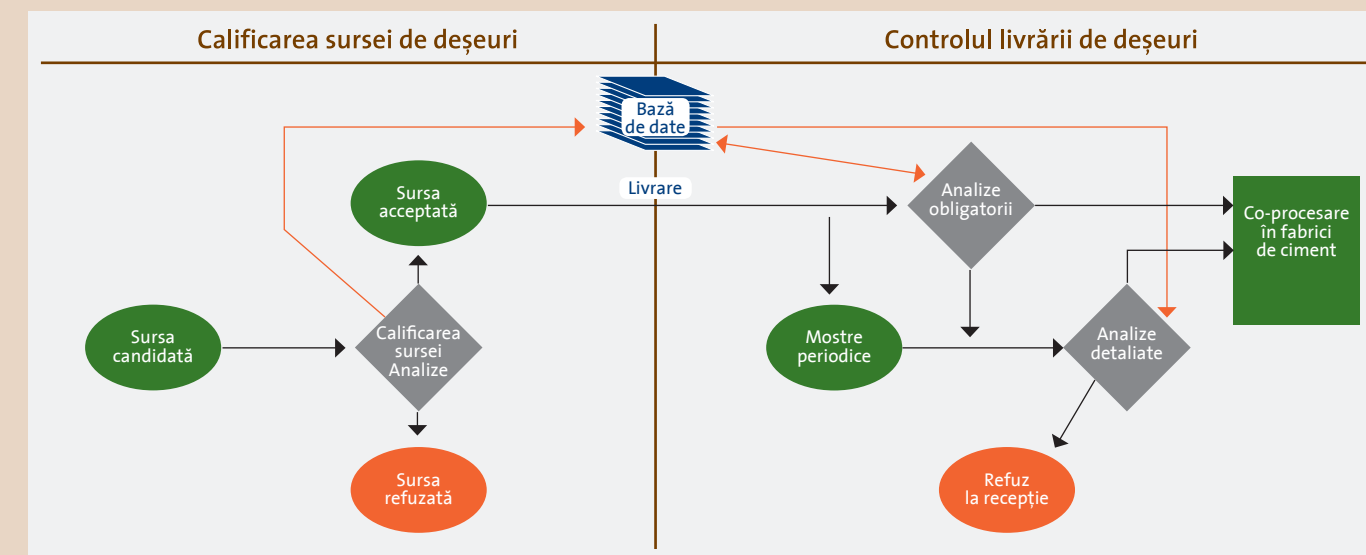 Calificarea sursei de deșeuri
Controlul livrării de deșeuri
Bază
de date
Sursa
acceptată
Livrare
Analize
obligatorii
Co-procesare
în fabrici
de ciment
Sursa
candidată
Calificarea
sursei
Analize
Mostre
periodice
Analize
detaliate
Sursa
refuzată
Refuz
la recepție